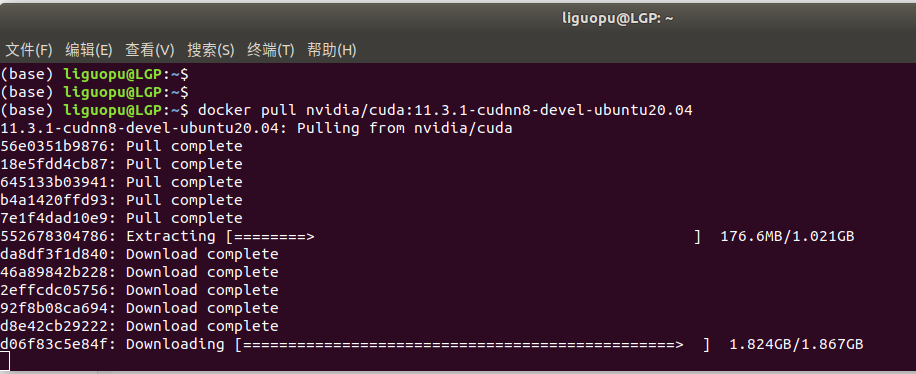 liguopu@LGP: ~
文件(F) 编辑(E) 查看(V) 搜索(S) 终端(T) 帮助(H)
(base) liguopu@LGP:~$
(base) liguopu@LGP:~$
(base) liguopu@LGP:~$ docker pull nvidia/cuda:11.3.1-cudnn8-devel-ubuntu20.04
11.3.1-cudnn8-devel-ubuntu20.04: Pulling from nvidia/cuda
56e0351b9876: Pull complete
18e5fdd4cb87: Pull complete
645133b03941: Pull complete
b4a1420ffd93: Pull complete
7e1f4dad10e9: Pull complete
552678304786: Extracting [========>                                          ]  176.6MB/1.021GB
da8df3f1d840: Download complete
46a89842b228: Download complete
2effcdc05756: Download complete
92f8b08ca694: Download complete
d8e42cb29222: Download complete
d06f83c5e84f: Downloading [================================================>  ]  1.824GB/1.867GB